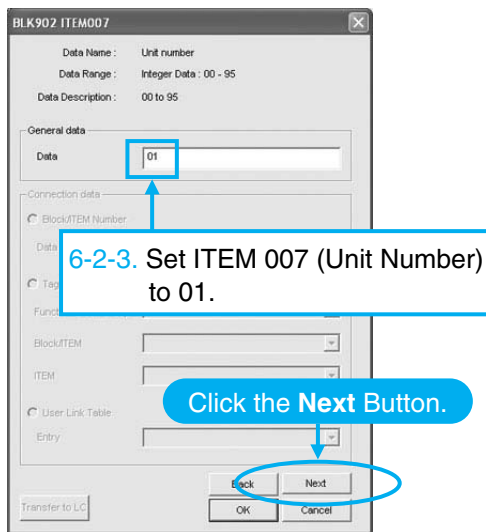 BLK902 ITEM007
Data Name : Unit number
Data Range : Integer Data : 00 - 95
Data Description : 00 to 95
General data
Data 01
Connection data
Block/ITEM Number
Data
6-2-3. Set ITEM 007 (Unit Number)
to 01.
Tag
Funct
Block/ITEM
ITEM
Click the Next Button.
User Link Table
Entry
Back Next
Transfer to LC OK Cancel